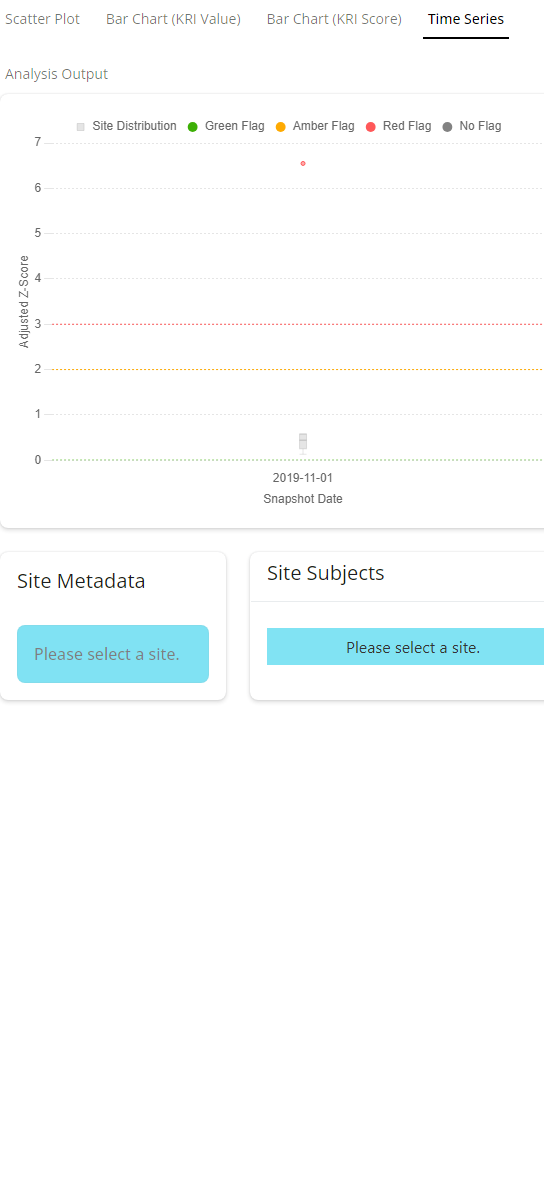 Scatter Plot Bar Chart (KRI Value) Bar Chart (KRI Score) Time Series
Analysis Output
Site Distribution Green Flag Amber Flag Red Flag No Flag
7
6
5
4
3
2
1
0
Adjusted Z-Score
2019-11-01
Snapshot Date
Site Metadata
Please select a site.
Site Subjects
Please select a site.